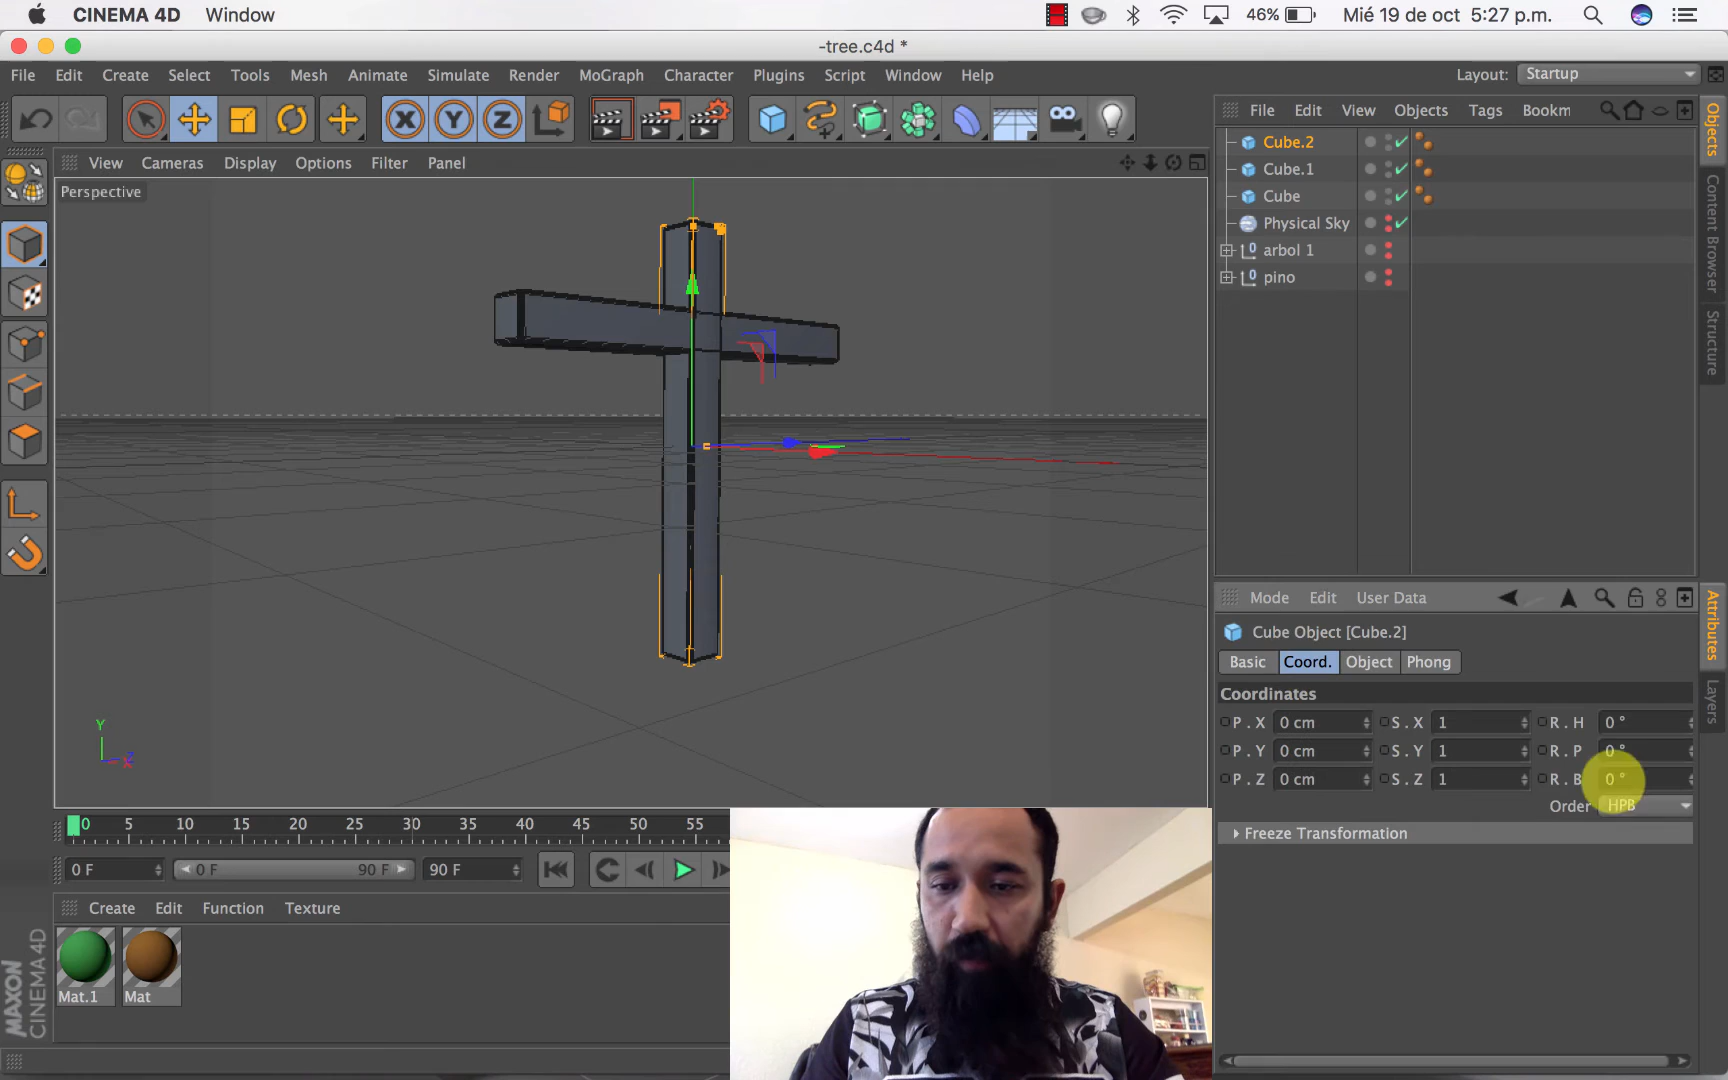 CINEMA 4D Window 46% Mié 19 de oct 5:27 p.m.
-tree.c4d *
File Edit Create Select Tools Mesh Animate Simulate Render MoGraph Character Plugins Script Window Help Layout: Startup
File Edit View Objects Tags Bookm
View Cameras Display Options Filter Panel
Perspective
X Y Z
Cube.2
Cube.1
Cube
Physical Sky
arbol 1
pino
Objects
Content Browser
Structure
Mode Edit User Data
Cube Object [Cube.2]
Basic Coord. Object Phong
Coordinates
P . X 0 cm S . X 1 R . H 0 °
P . Y 0 cm S . Y 1 R . P 0 °
P . Z 0 cm S . Z 1 R . B 0 °
Order HPB
Freeze Transformation
Attributes
Layers
Y
Z
0 5 10 15 20 25 30 35 40 45 50 55
0 F 0 F 90 F 90 F
Create Edit Function Texture
Mat.1 Mat
MAXON
CINEMA 4D